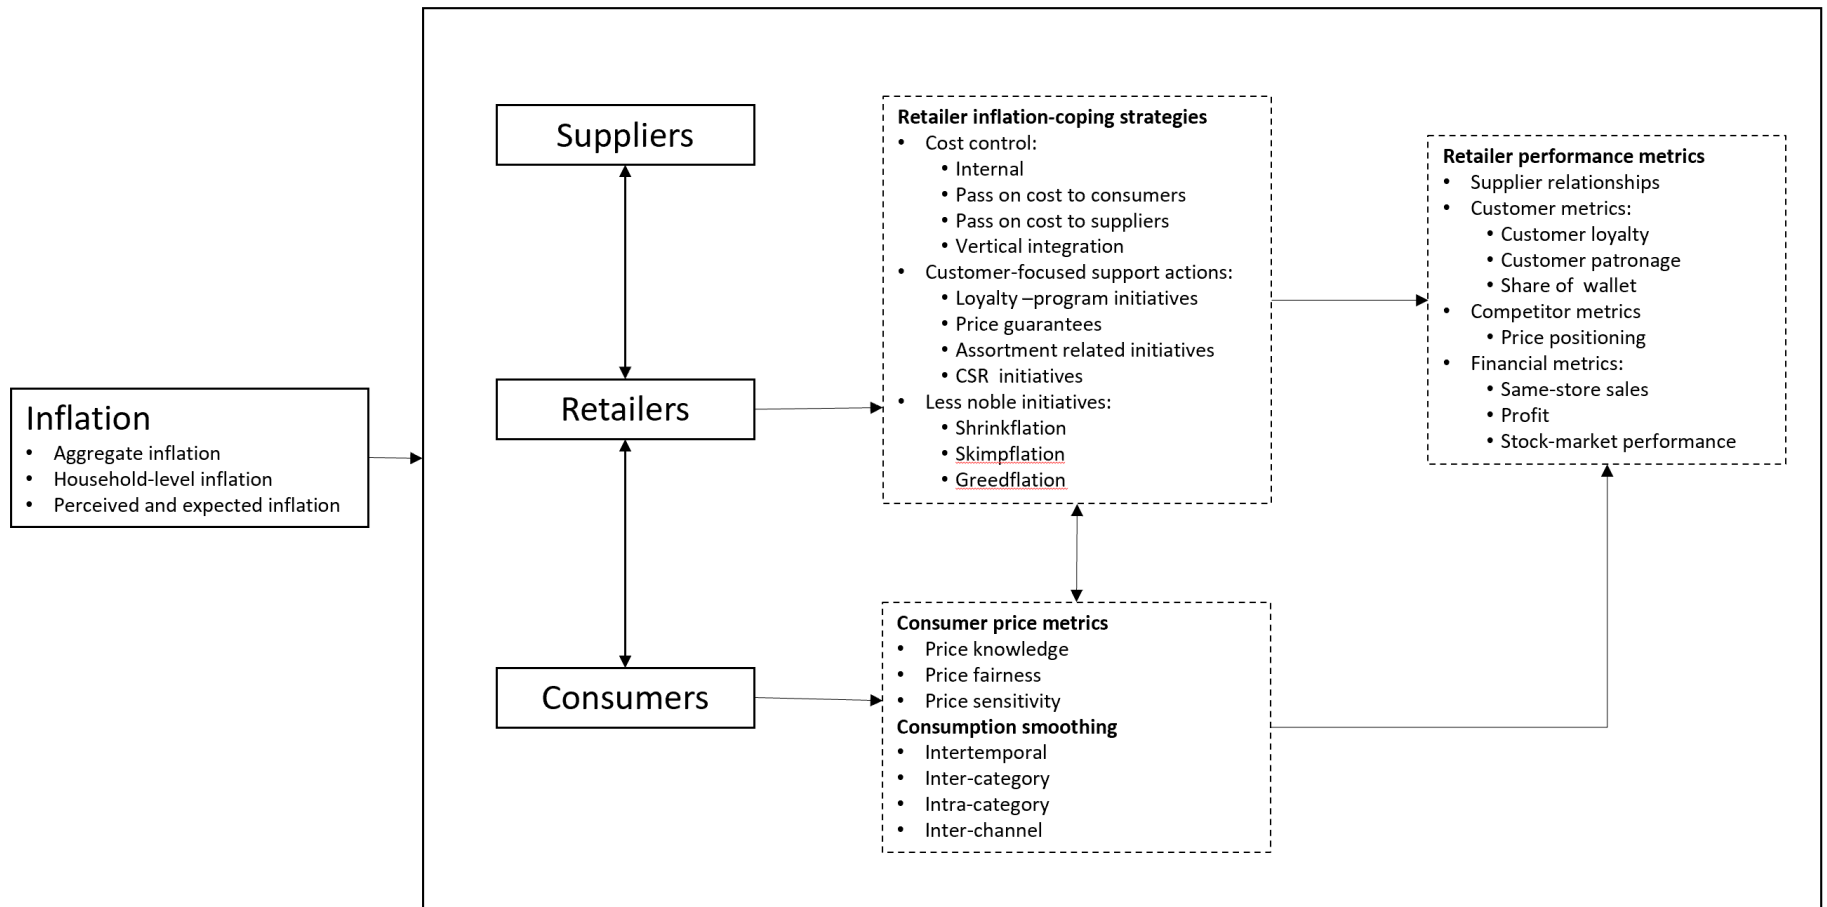 Inflation
• Aggregate inflation
• Household-level inflation
• Perceived and expected inflation
Suppliers
Retailers
Consumers
Retailer inflation-coping strategies
• Cost control:
• Internal
• Pass on cost to consumers
• Pass on cost to suppliers
• Vertical integration
• Customer-focused support actions:
• Loyalty –program initiatives
• Price guarantees
• Assortment related initiatives
• CSR  initiatives
• Less noble initiatives:
• Shrinkflation
• Skimpflation
• Greedflation
Consumer price metrics
• Price knowledge
• Price fairness
• Price sensitivity
Consumption smoothing
• Intertemporal
• Inter-category
• Intra-category
• Inter-channel
Retailer performance metrics
• Supplier relationships
• Customer metrics:
• Customer loyalty
• Customer patronage
• Share of  wallet
• Competitor metrics
• Price positioning
• Financial metrics:
• Same-store sales
• Profit
• Stock-market performance